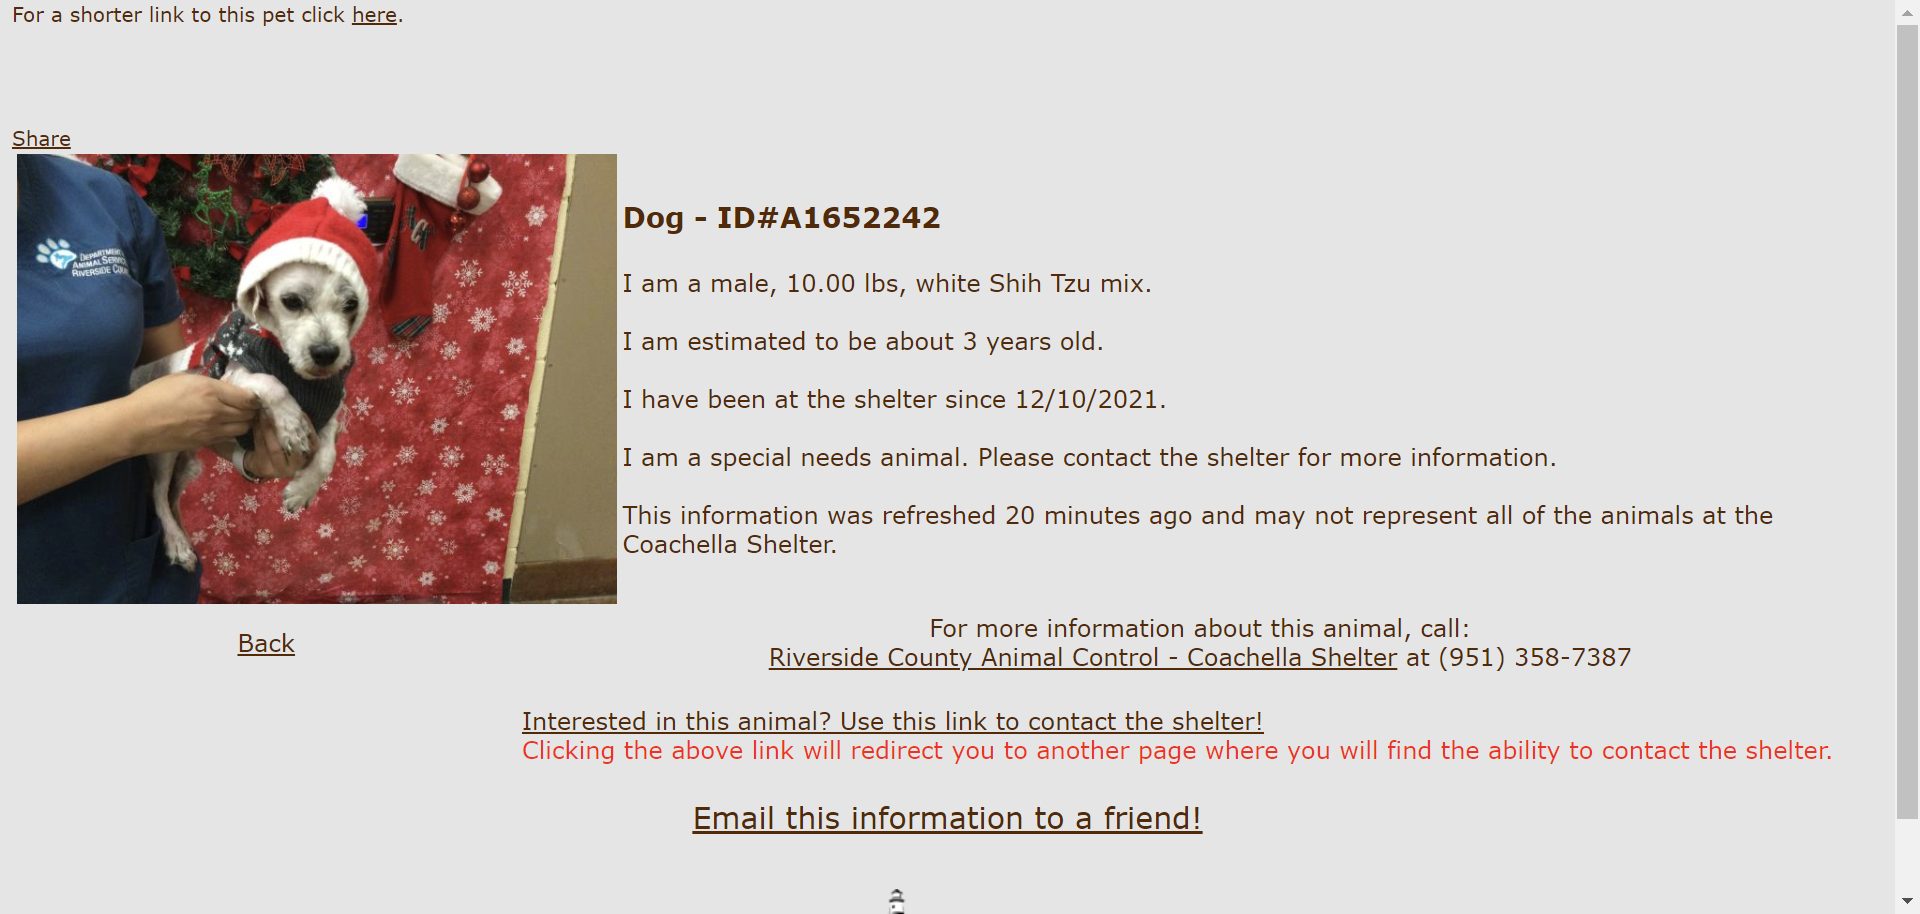 For a shorter link to this pet click here.
Share
DEPARTMENT
ANIMAL SERVIC
RIVERSIDE COU
Dog - ID#A1652242
I am a male, 10.00 lbs, white Shih Tzu mix.
I am estimated to be about 3 years old.
I have been at the shelter since 12/10/2021.
I am a special needs animal. Please contact the shelter for more information.
This information was refreshed 20 minutes ago and may not represent all of the animals at the
Coachella Shelter.
Back
For more information about this animal, call:
Riverside County Animal Control - Coachella Shelter at (951) 358-7387
Interested in this animal? Use this link to contact the shelter!
Clicking the above link will redirect you to another page where you will find the ability to contact the shelter.
Email this information to a friend!